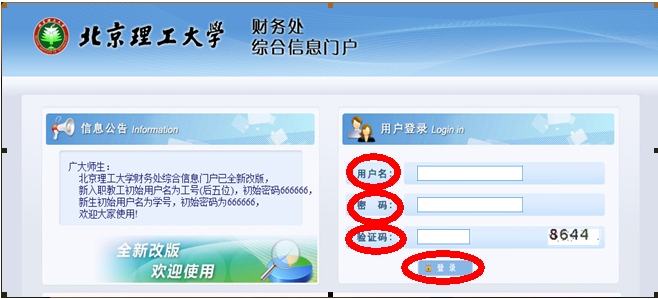 北京理工大学
财务处
综合信息门户
信息公告 Information
广大师生：
北京理工大学财务处综合信息门户已全新改版，
新入职教工初始用户名为工号(后五位)，初始密码666666，
新生初始用户名为学号，初始密码为666666，
欢迎大家使用!
全新改版
欢迎使用
用户登录 Login in
用户名：
密 码：
验证码：
8644
登录